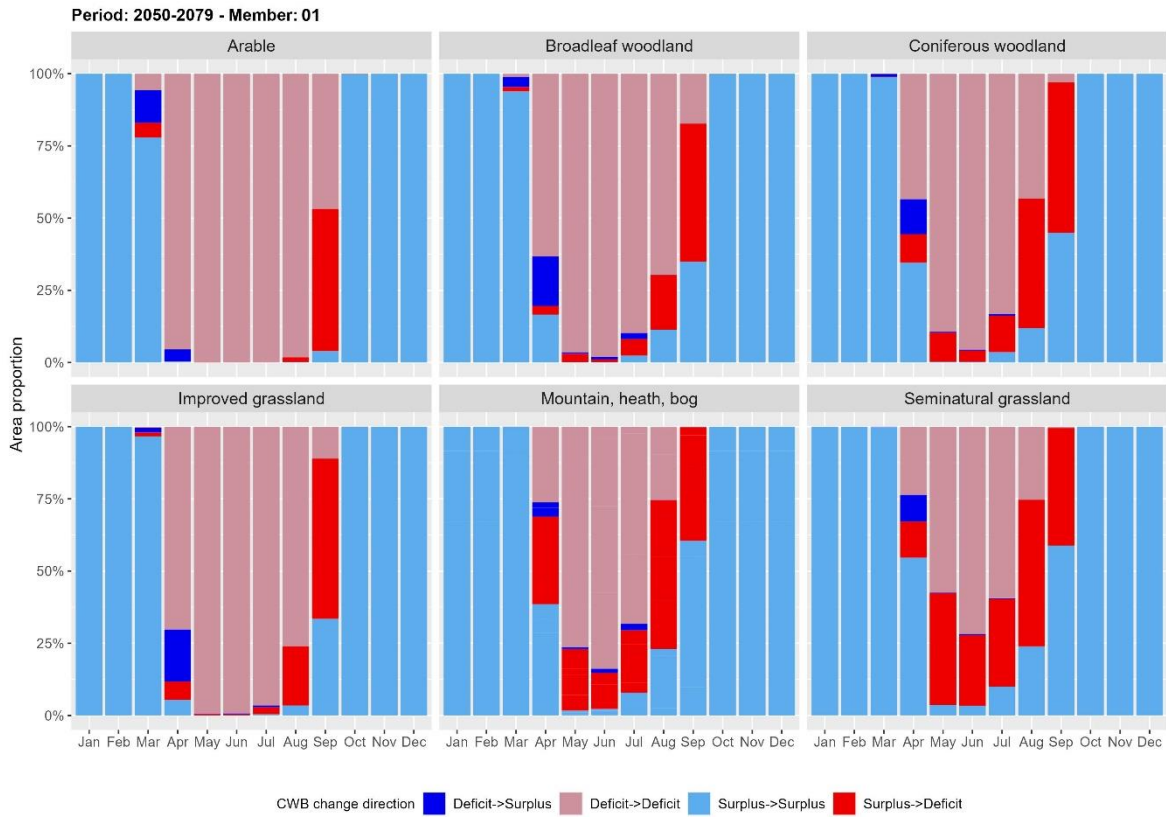 Period: 2050-2079 - Member: 01
Arable
Broadleaf woodland
Coniferous woodland
100%
75%
50%
25%
0%
Improved grassland
Mountain, heath, bog
Seminatural grassland
100%
75%
50%
25%
0%
Area proportion
Jan Feb Mar Apr May Jun Jul Aug Sep Oct Nov Dec
Jan Feb Mar Apr May Jun Jul Aug Sep Oct Nov Dec
Jan Feb Mar Apr May Jun Jul Aug Sep Oct Nov Dec
CWB change direction Deficit->Surplus Deficit->Deficit Surplus->Surplus Surplus->Deficit